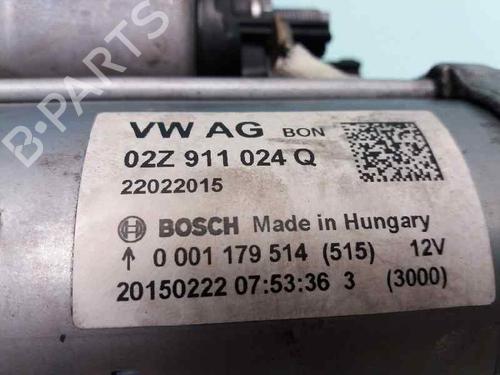 VW AG BON
02Z 911 024 Q
22022015
BOSCH Made in Hungary
↑ 0 001 179 514 (515) 12V
20150222 07:53:36 3 (3000)
B-PARTS